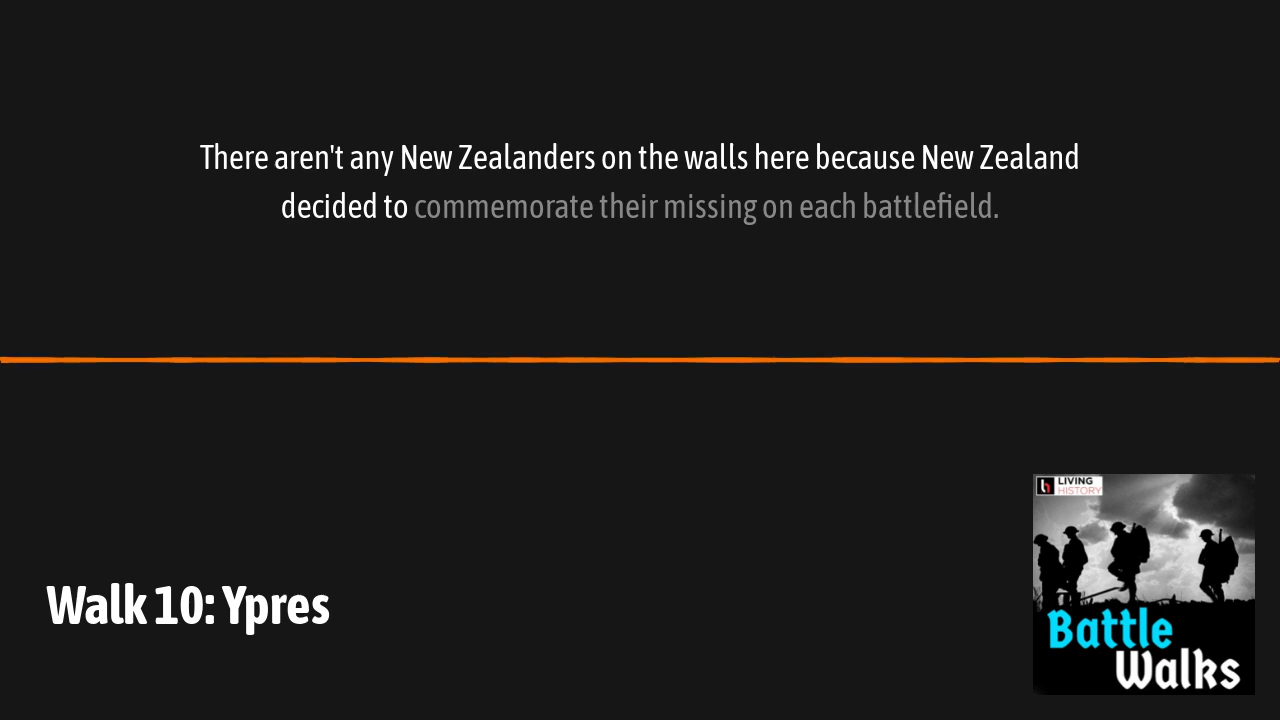 There aren't any New Zealanders on the walls here because New Zealand
decided to commemorate their missing on each battlefield.
LIVING
HISTORY
Walk 10: Ypres
Battle
Walks